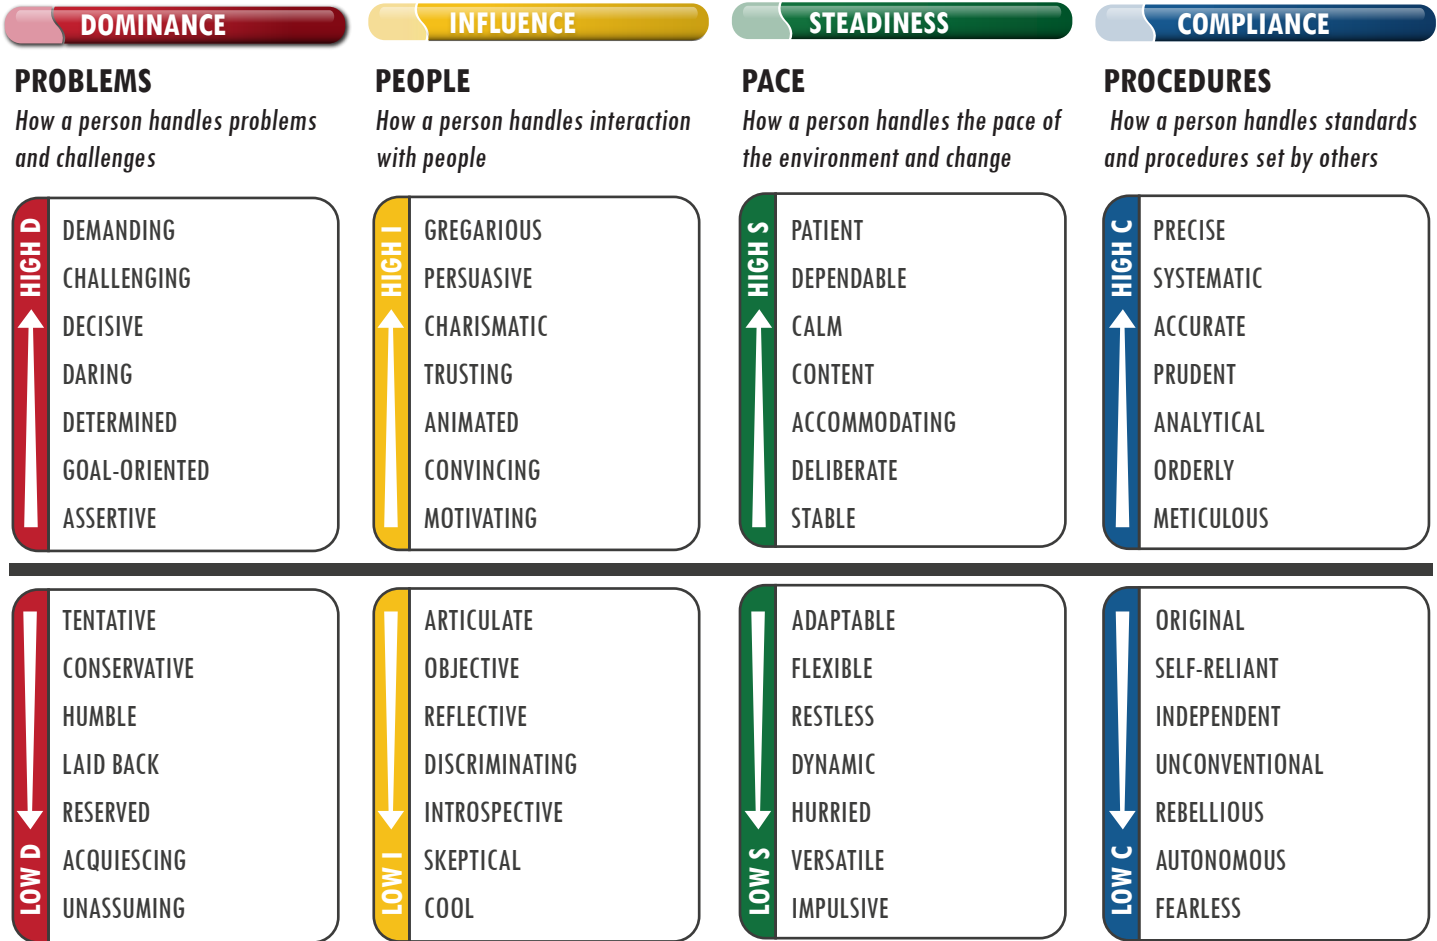 DOMINANCE
PROBLEMS
How a person handles problems
and challenges
HIGH D
DEMANDING
CHALLENGING
DECISIVE
DARING
DETERMINED
GOAL-ORIENTED
ASSERTIVE
TENTATIVE
CONSERVATIVE
HUMBLE
LAID BACK
RESERVED
ACQUIESCING
UNASSUMING
LOW D
INFLUENCE
PEOPLE
How a person handles interaction
with people
HIGH I
GREGARIOUS
PERSUASIVE
CHARISMATIC
TRUSTING
ANIMATED
CONVINCING
MOTIVATING
ARTICULATE
OBJECTIVE
REFLECTIVE
DISCRIMINATING
INTROSPECTIVE
SKEPTICAL
COOL
LOW I
STEADINESS
PACE
How a person handles the pace of
the environment and change
HIGH S
PATIENT
DEPENDABLE
CALM
CONTENT
ACCOMMODATING
DELIBERATE
STABLE
ADAPTABLE
FLEXIBLE
RESTLESS
DYNAMIC
HURRIED
VERSATILE
IMPULSIVE
LOW S
COMPLIANCE
PROCEDURES
How a person handles standards
and procedures set by others
HIGH C
PRECISE
SYSTEMATIC
ACCURATE
PRUDENT
ANALYTICAL
ORDERLY
METICULOUS
ORIGINAL
SELF-RELIANT
INDEPENDENT
UNCONVENTIONAL
REBELLIOUS
AUTONOMOUS
FEARLESS
LOW C